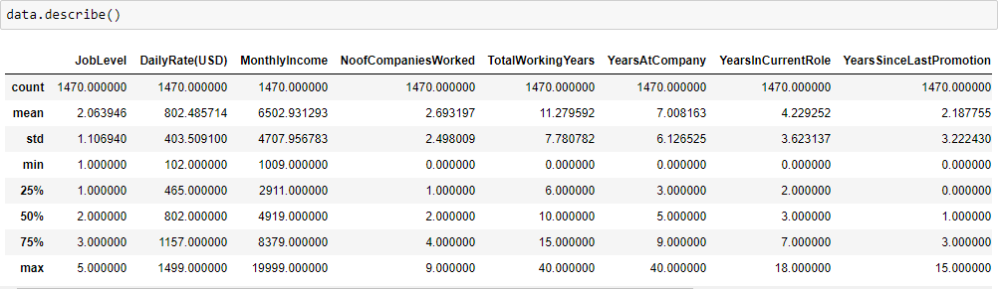 data.describe()
JobLevel DailyRate(USD) MonthlyIncome NoofCompaniesWorked TotalWorkingYears YearsAtCompany YearsInCurrentRole YearsSinceLastPromotion
count 1470.000000 1470.000000 1470.000000 1470.000000 1470.000000 1470.000000 1470.000000 1470.000000
mean 2.063946 802.485714 6502.931293 2.693197 11.279592 7.008163 4.229252 2.187755
std 1.106940 403.509100 4707.956783 2.498009 7.780782 6.126525 3.623137 3.222430
min 1.000000 102.000000 1009.000000 0.000000 0.000000 0.000000 0.000000 0.000000
25% 1.000000 465.000000 2911.000000 1.000000 6.000000 3.000000 2.000000 0.000000
50% 2.000000 802.000000 4919.000000 2.000000 10.000000 5.000000 3.000000 1.000000
75% 3.000000 1157.000000 8379.000000 4.000000 15.000000 9.000000 7.000000 3.000000
max 5.000000 1499.000000 19999.000000 9.000000 40.000000 40.000000 18.000000 15.000000